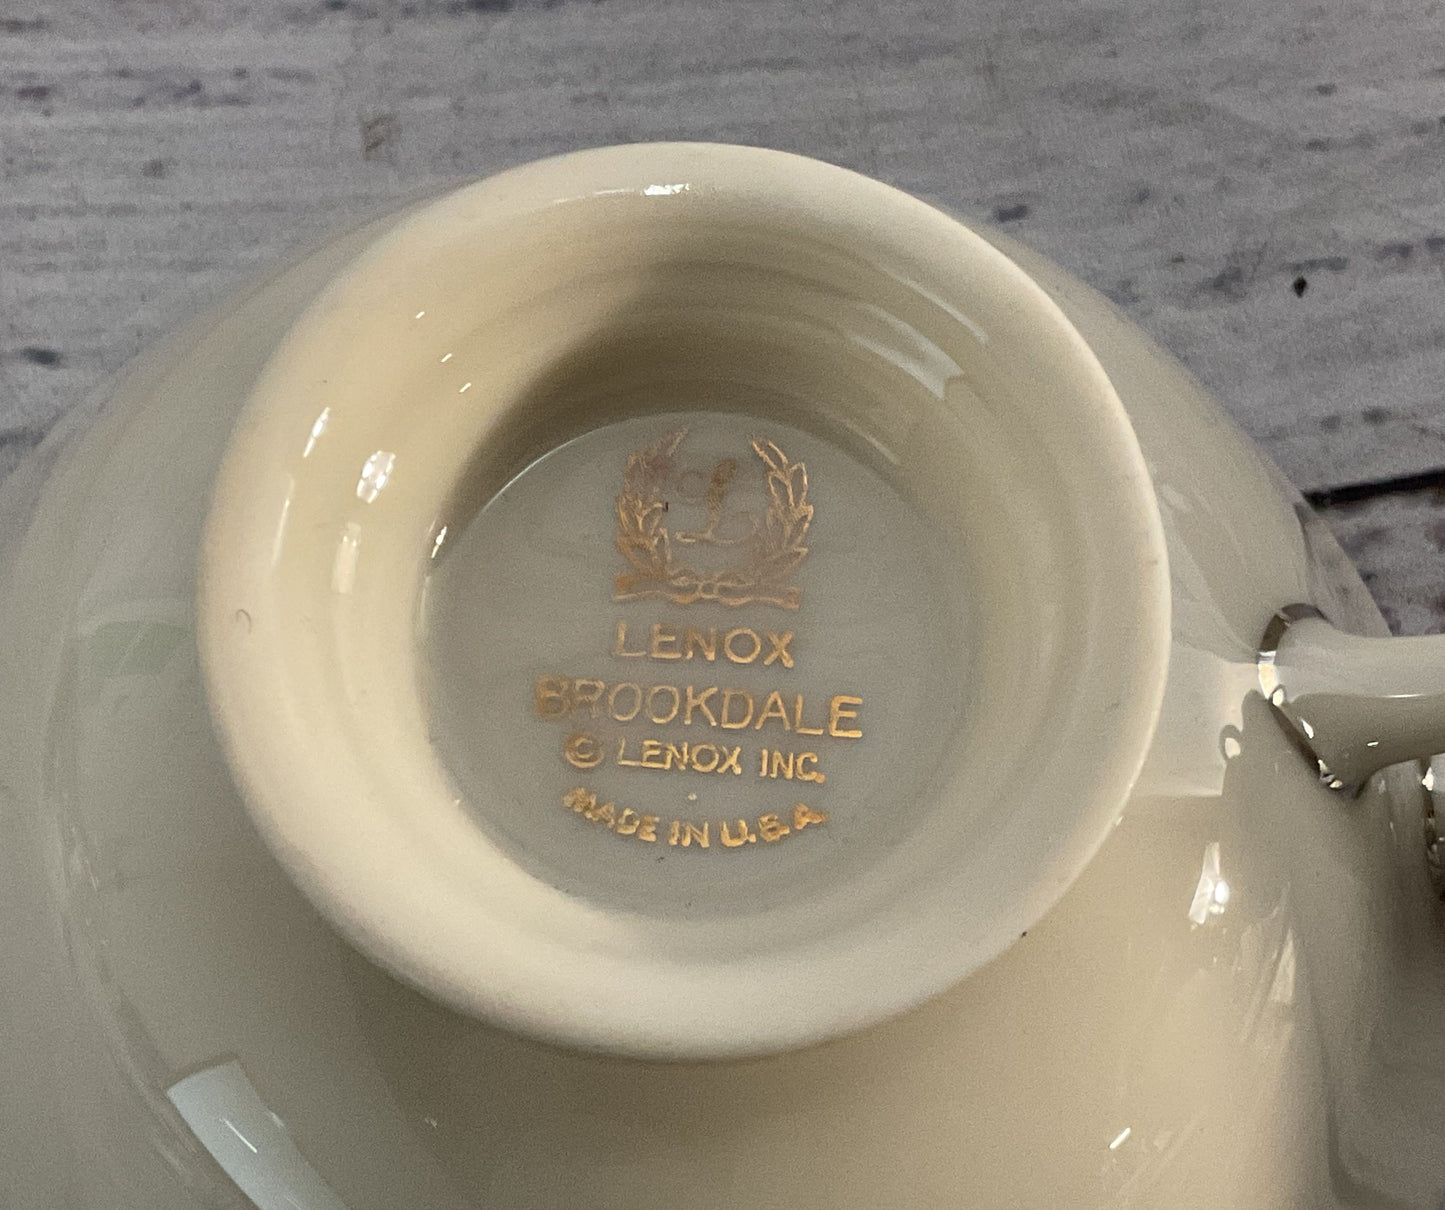 L
LENOX
BROOKDALE
© LENOX INC.
MADE IN U.S.A.